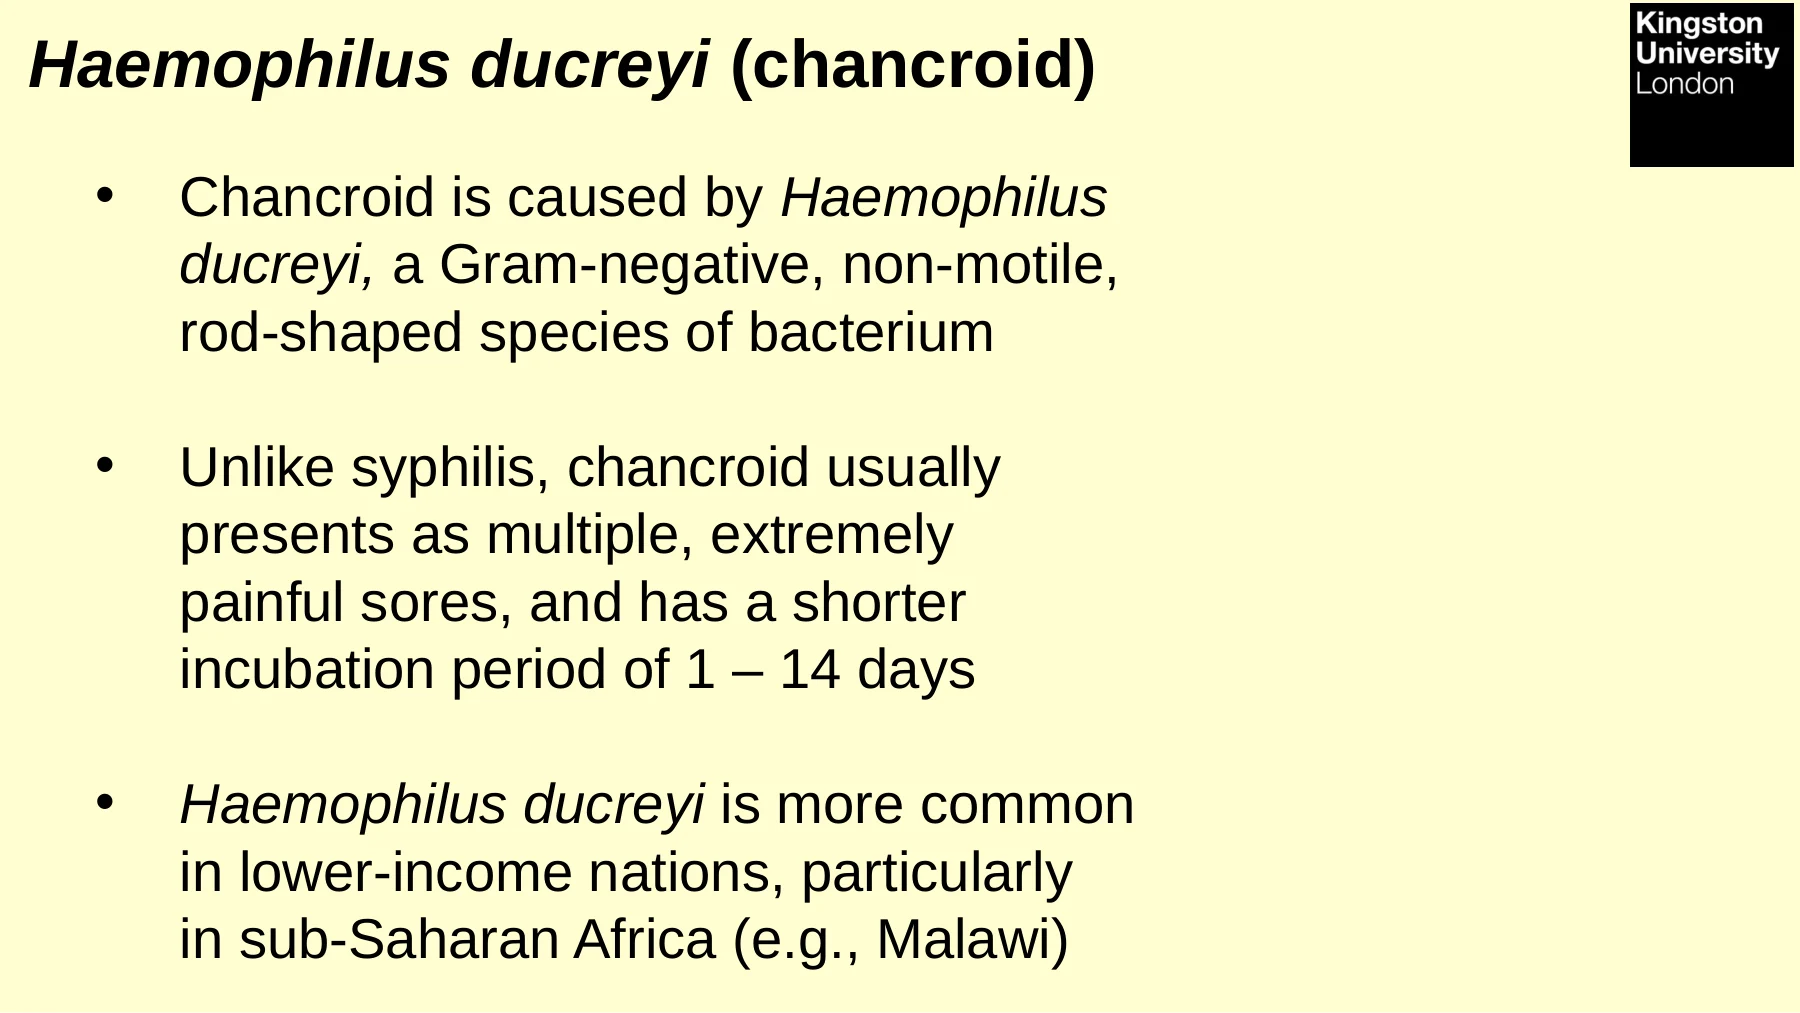 Haemophilus ducreyi (chancroid)
Kingston
University
London
• Chancroid is caused by Haemophilus
ducreyi, a Gram-negative, non-motile,
rod-shaped species of bacterium
• Unlike syphilis, chancroid usually
presents as multiple, extremely
painful sores, and has a shorter
incubation period of 1 – 14 days
• Haemophilus ducreyi is more common
in lower-income nations, particularly
in sub-Saharan Africa (e.g., Malawi)